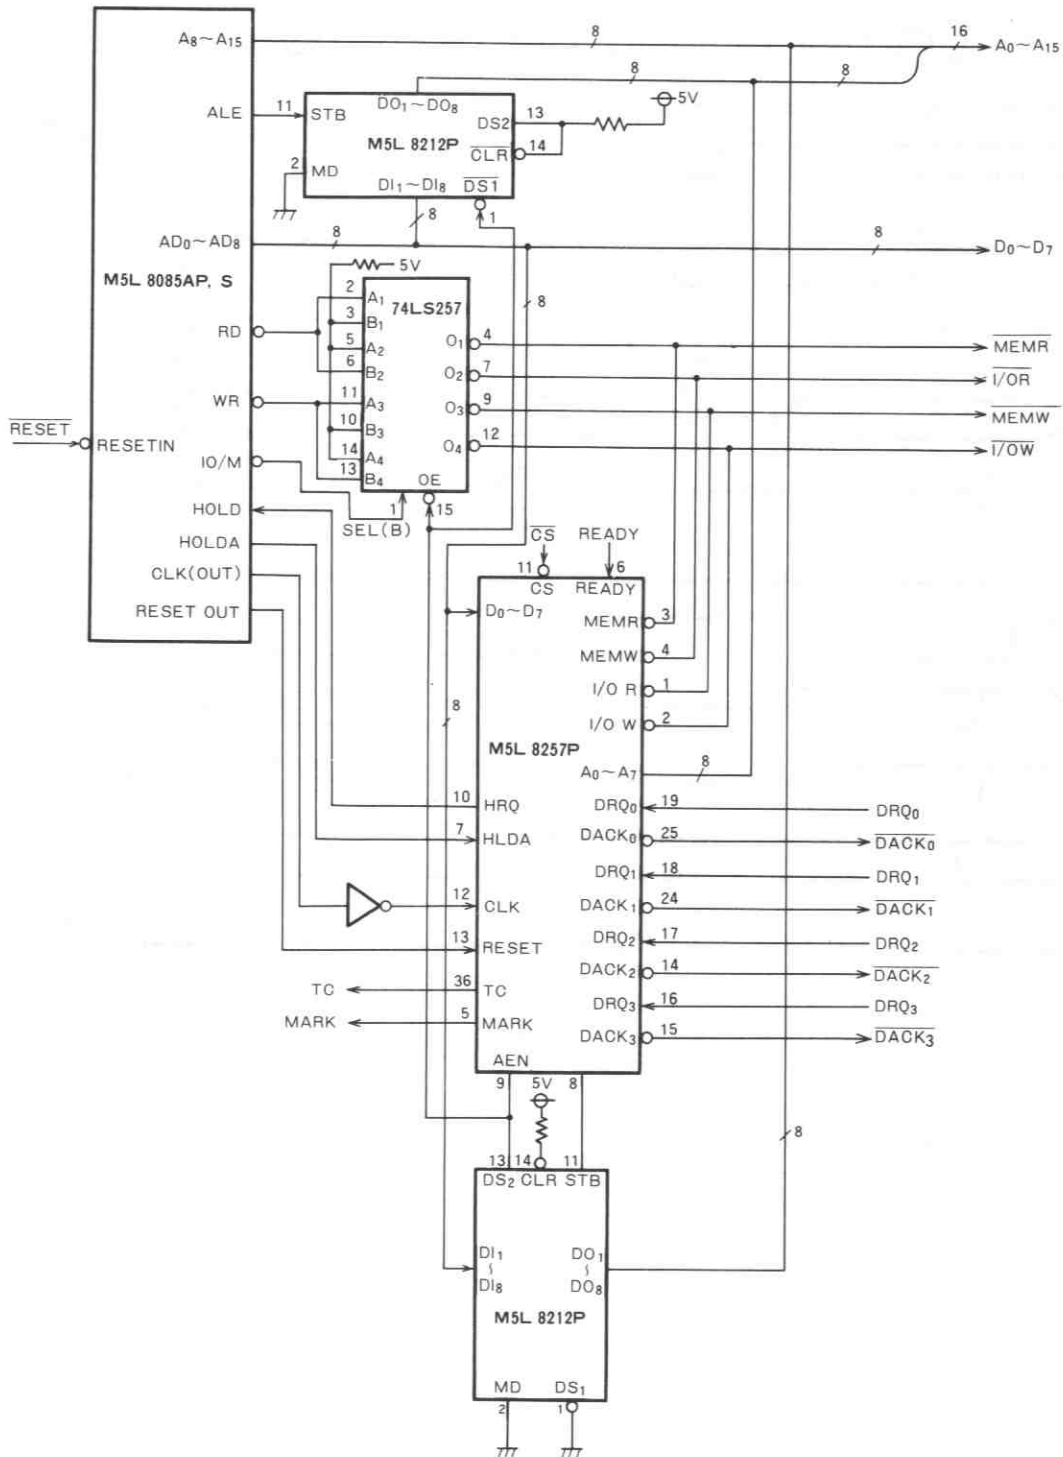 A8~A15
8
16
A0~A15
8
8
ALE
11
STB
DO1~DO8
13
5V
DS2
M5L 8212P
14
CLR
2
MD
DI1~DI8
DS1
8
1
AD0~AD8
8
8
D0~D7
M5L 8085AP, S
5V
8
2
A1
74LS257
3
B1
RD
5
A2
O1
4
MEMR
6
B2
O2
7
I/OR
WR
11
A3
O3
9
MEMW
10
B3
RESET
RESETIN
14
A4
O4
12
I/OW
IO/M
13
B4
OE
1
15
HOLD
SEL(B)
CS
READY
HOLDA
11
6
CLK(OUT)
CS
READY
RESET OUT
D0~D7
MEMR
3
MEMW
4
I/O R
1
8
I/O W
2
M5L 8257P
A0~A7
8
8
10
HRQ
DRQ0
19
DRQ0
7
HLDA
DACK0
25
DACK0
DRQ1
18
DRQ1
12
CLK
DACK1
24
DACK1
13
RESET
DRQ2
17
DRQ2
TC
36
TC
DACK2
14
DACK2
MARK
5
MARK
DRQ3
16
DRQ3
DACK3
15
DACK3
AEN
9
5V
8
8
13
14
11
DS2 CLR STB
DI1
~
DI8
DO1
~
DO8
M5L 8212P
MD
DS1
2
1